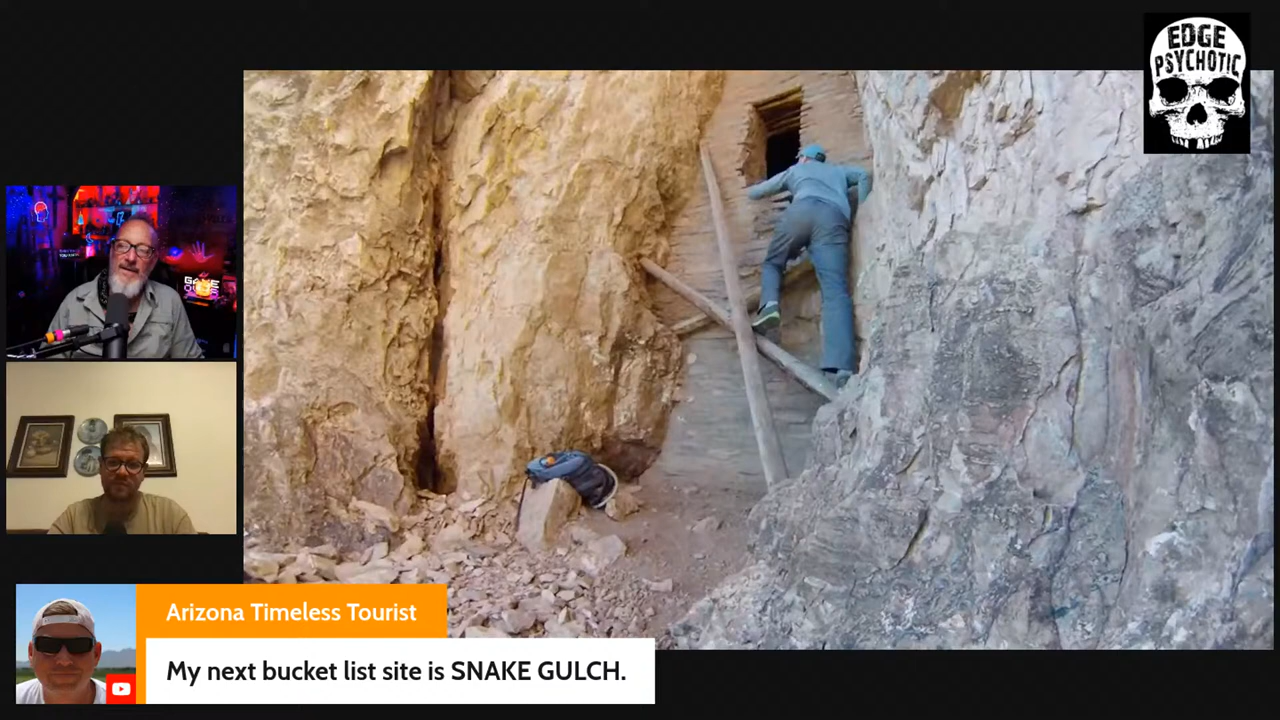 EDGE
PSYCHOTIC
Arizona Timeless Tourist
My next bucket list site is SNAKE GULCH.